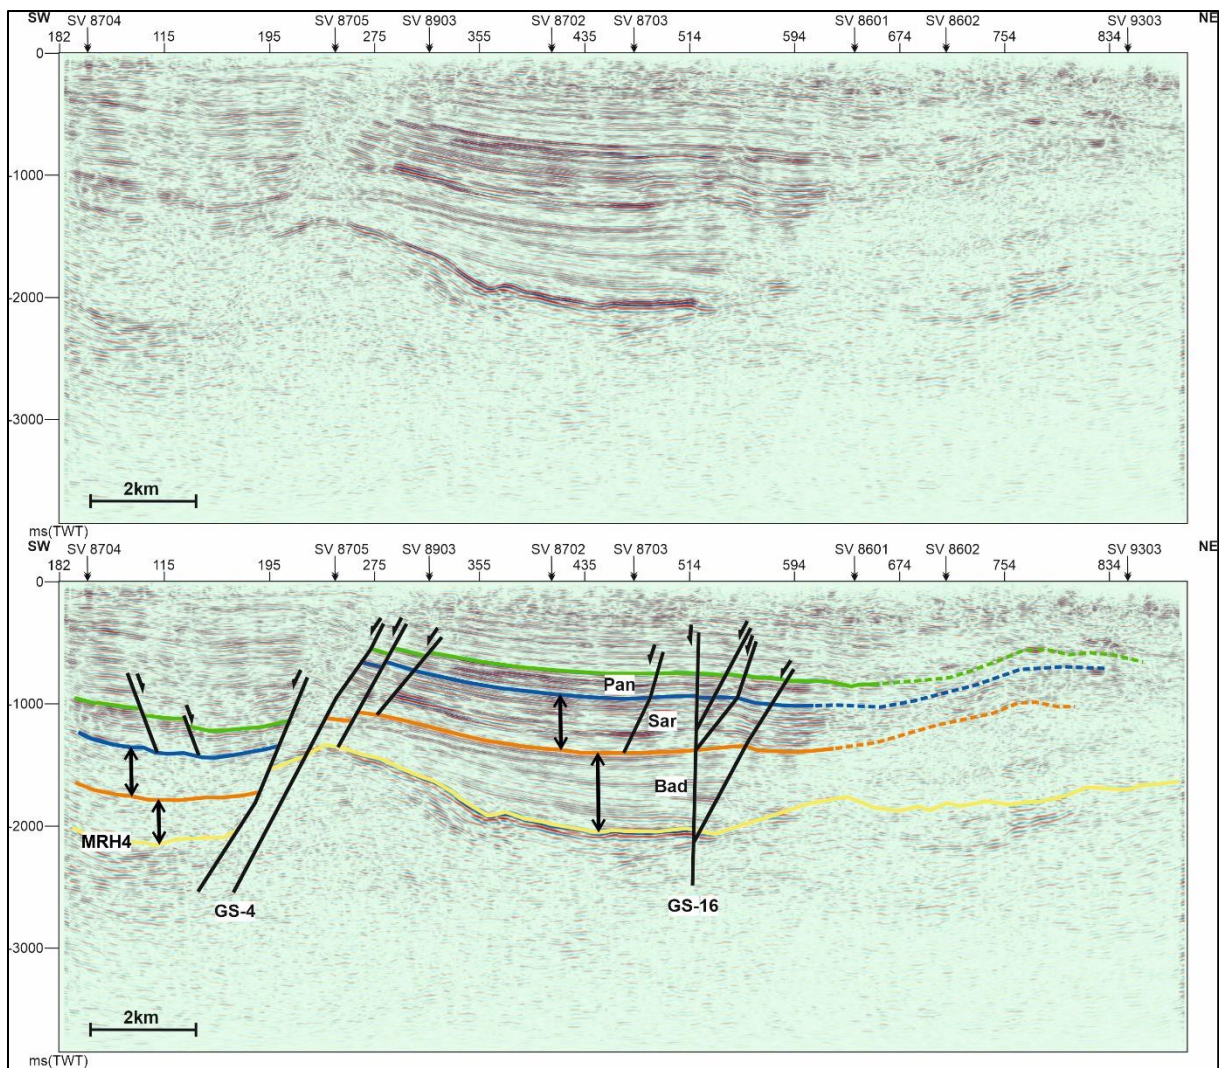 SW SV 8704 SV 8705 SV 8903 SV 8702 SV 8703 SV 8601 SV 8602 SV 9303 NE
182 115 195 275 355 435 514 594 674 754 834
0
-1000
-2000
-3000
2km
ms(TWT)
SW SV 8704 SV 8705 SV 8903 SV 8702 SV 8703 SV 8601 SV 8602 SV 9303 NE
182 115 195 275 355 435 514 594 674 754 834
0
Pan
-1000
Sar
Bad
-2000
MRH4
GS-4
GS-16
-3000
2km
ms(TWT)